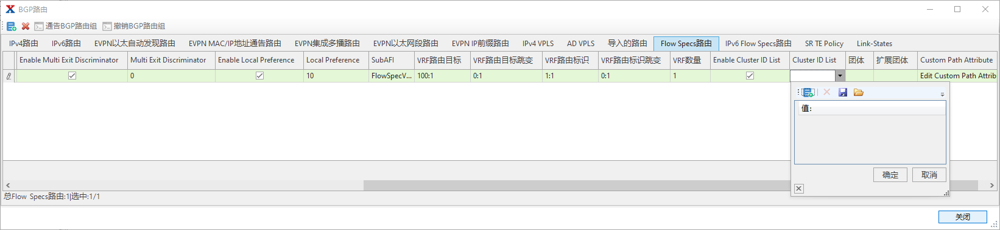 BGP路由
通告BGP路由组 撤销BGP路由组
IPv4路由 IPv6路由 EVPN以太自动发现路由 EVPN MAC/IP地址通告路由 EVPN集成多播路由 EVPN以太网段路由 EVPN IP前缀路由 IPv4 VPLS AD VPLS 导入的路由 Flow Specs路由 IPv6 Flow Specs路由 SR TE Policy Link-States
Enable Multi Exit Discriminator Multi Exit Discriminator Enable Local Preference Local Preference SubAFI VRF路由目标 VRF路由目标跳变 VRF路由标识 VRF路由标识跳变 VRF数量 Enable Cluster ID List Cluster ID List 团体 扩展团体 Custom Path Attribute
0 10 FlowSpecV... 100:1 0:1 1:1 0:1 1 Edit Custom Path Attrib
值:
确定 取消
总Flow Specs路由:1|选中:1/1
关闭